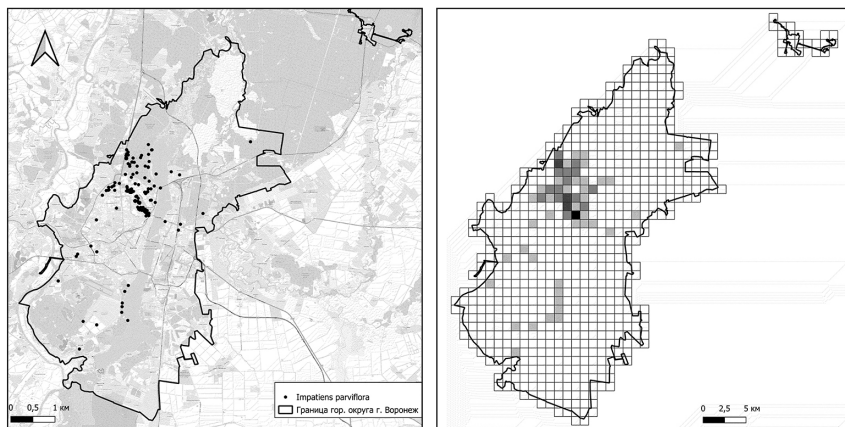 Impatiens parviflora
Граница гор. округа г. Воронеж
0 0,5 1 км
0 2,5 5 км